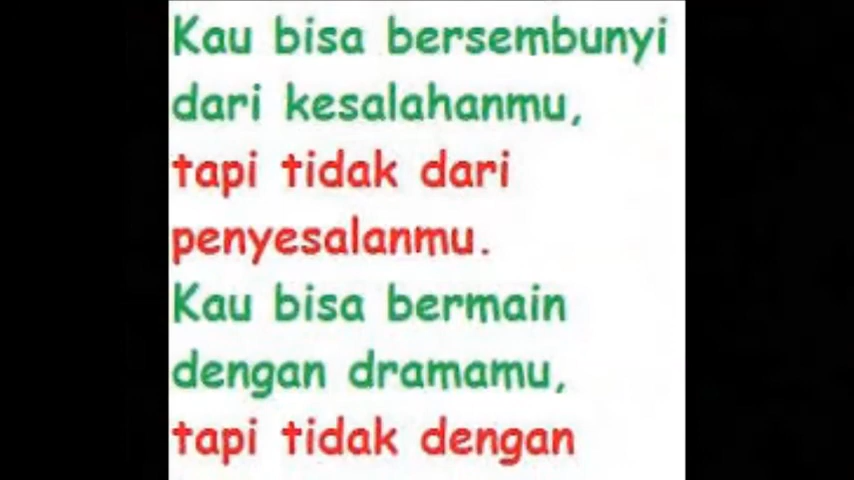 Kau bisa bersembunyi
dari kesalahanmu,
tapi tidak dari
penyesalanmu.
Kau bisa bermain
dengan dramamu,
tapi tidak dengan